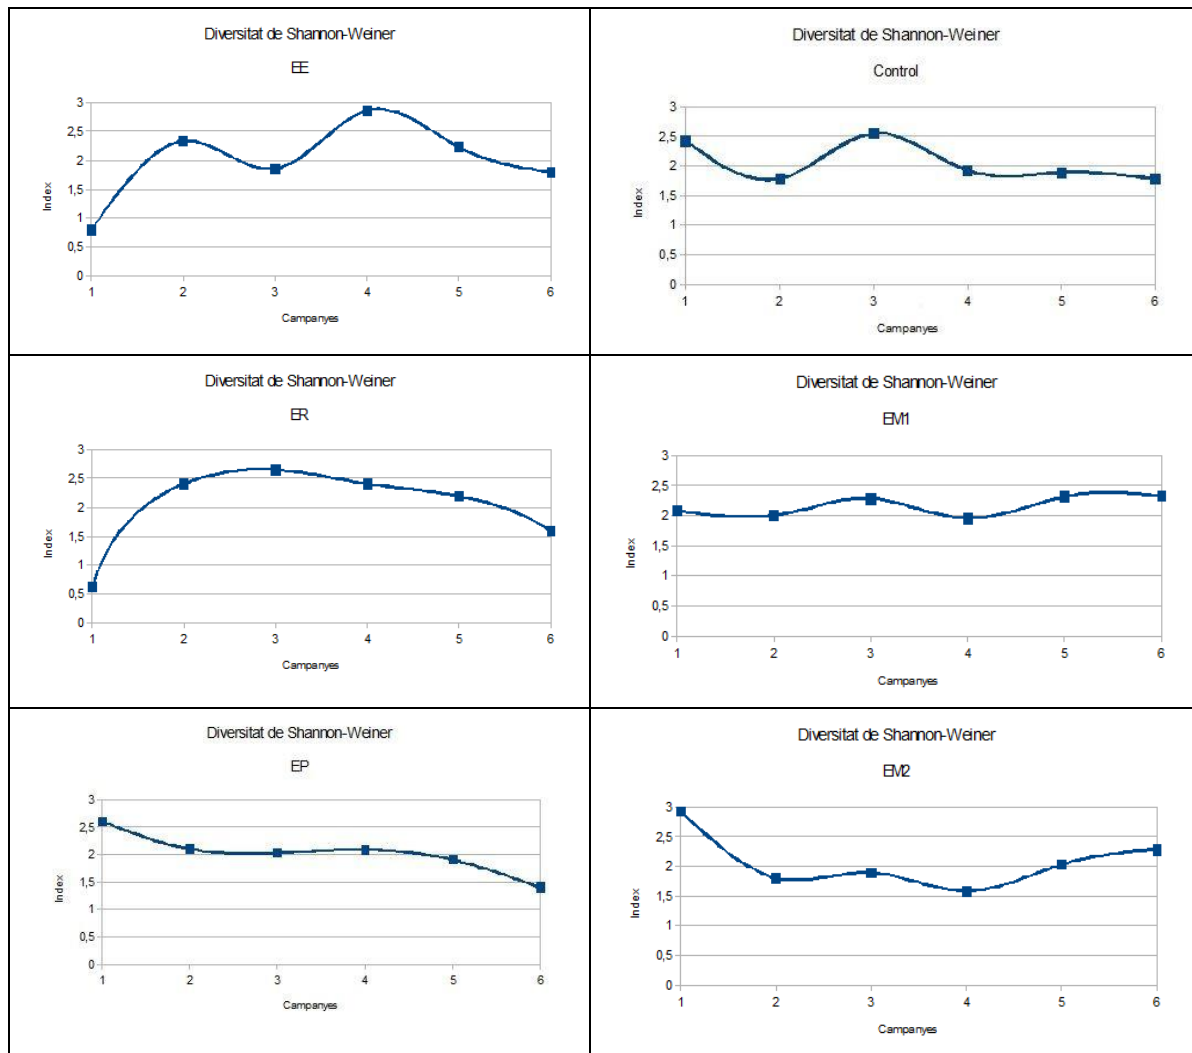 Diversitat de Shannon-Weiner
EE
3
2,5
2
1,5
1
0,5
0
Index
1 2 3 4 5 6
Campanyes
Diversitat de Shannon-Weiner
Control
3
2,5
2
1,5
1
0,5
0
Index
1 2 3 4 5 6
Campanyes
Diversitat de Shannon-Weiner
ER
3
2,5
2
1,5
1
0,5
0
Index
1 2 3 4 5 6
Campanyes
Diversitat de Shannon-Weiner
EM1
3
2,5
2
1,5
1
0,5
0
Index
1 2 3 4 5 6
Campanyes
Diversitat de Shannon-Weiner
EP
3
2,5
2
1,5
1
0,5
0
Index
1 2 3 4 5 6
Campanyes
Diversitat de Shannon-Weiner
EM2
3
2,5
2
1,5
1
0,5
0
Index
1 2 3 4 5 6
Campanyes